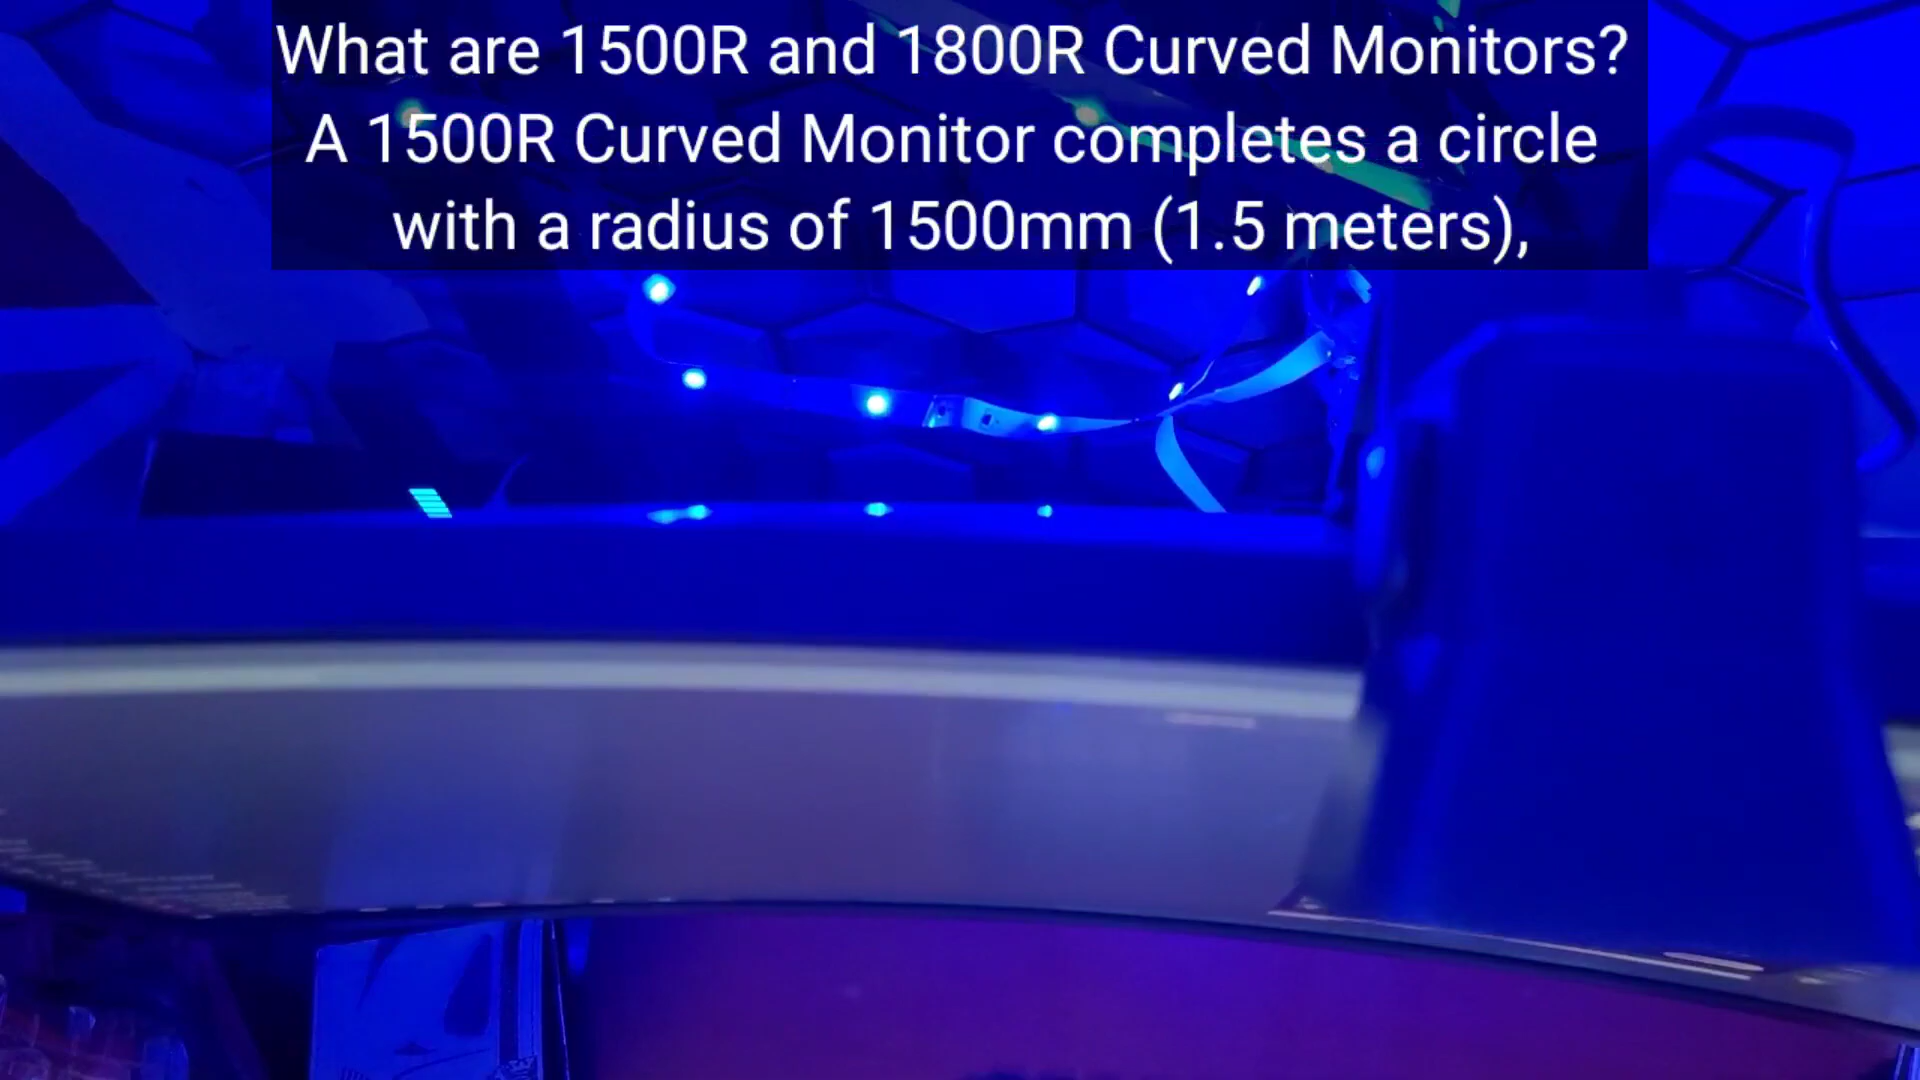 What are 1500R and 1800R Curved Monitors?
A 1500R Curved Monitor completes a circle
with a radius of 1500mm (1.5 meters),